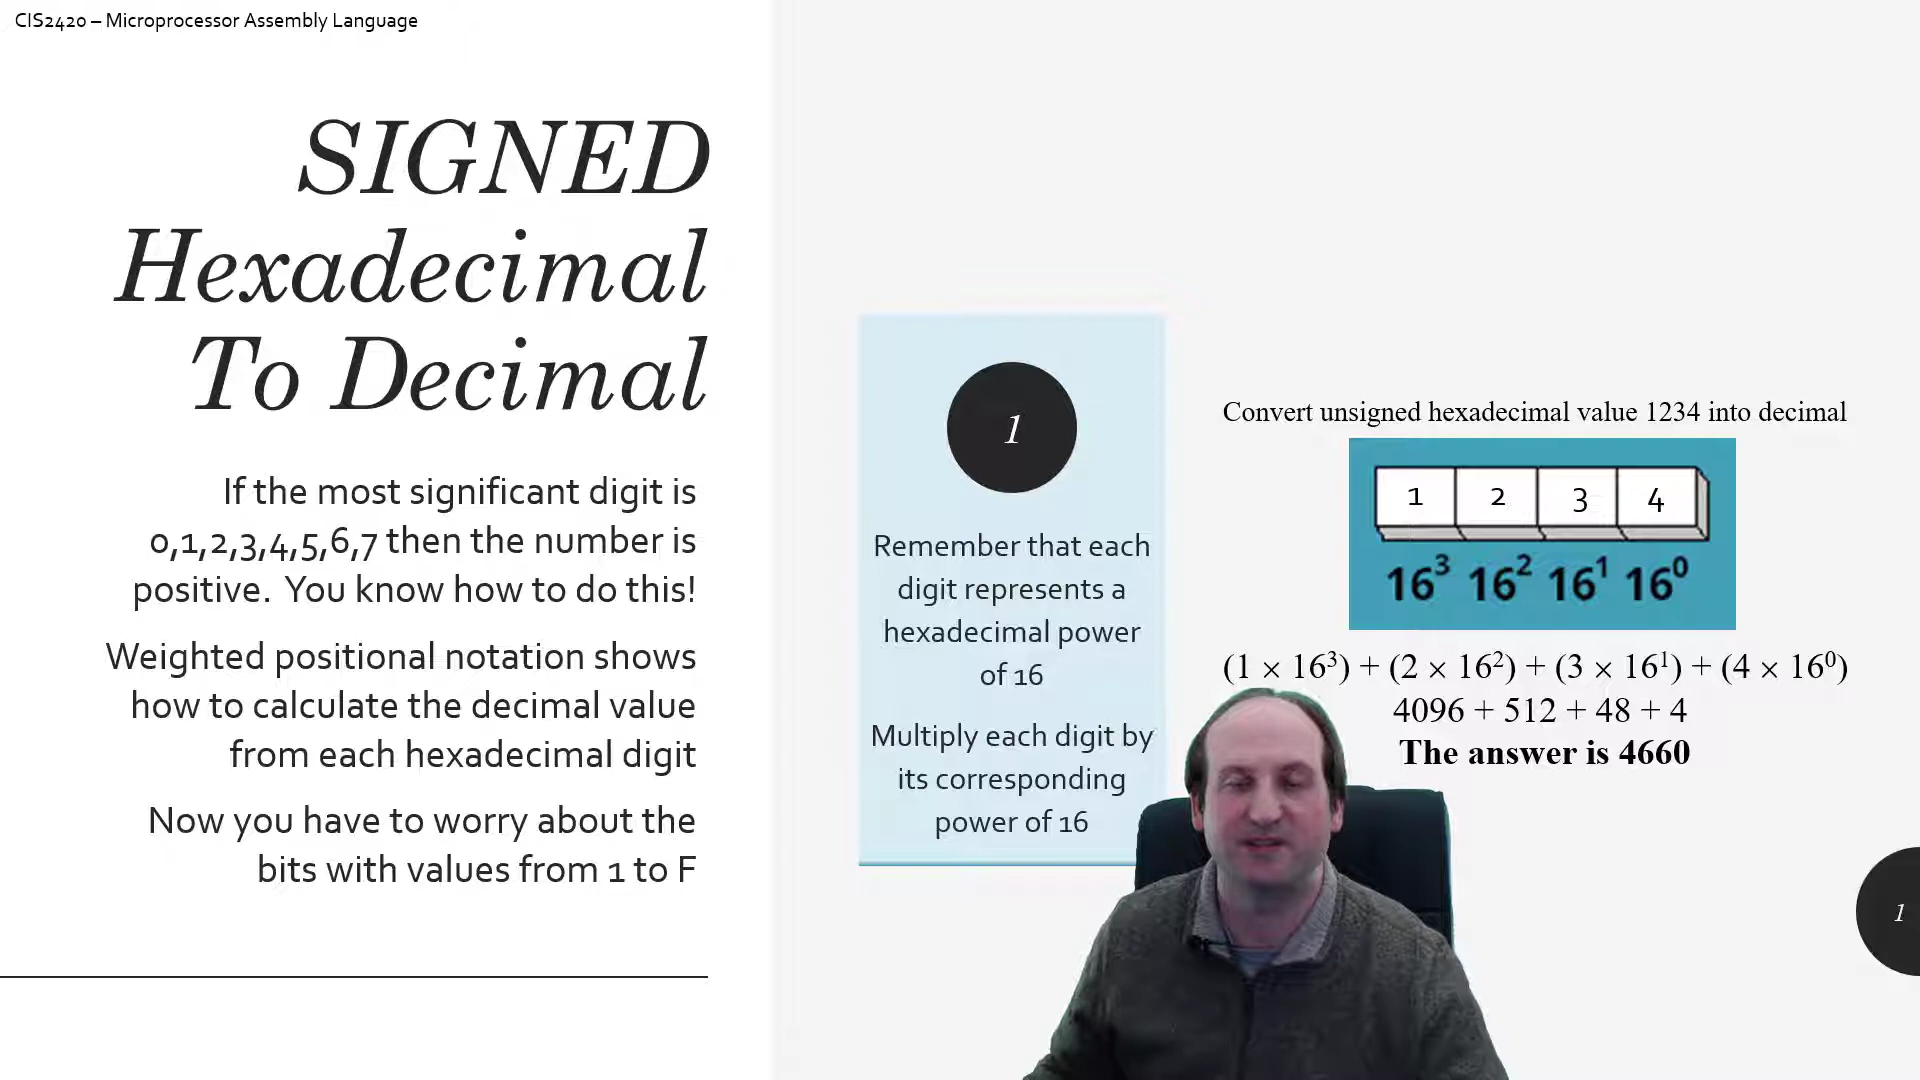 CIS2420 – Microprocessor Assembly Language
SIGNED
Hexadecimal
To Decimal
If the most significant digit is
0,1,2,3,4,5,6,7 then the number is
positive.  You know how to do this!
Weighted positional notation shows
how to calculate the decimal value
from each hexadecimal digit
Now you have to worry about the
bits with values from 1 to F
1
Remember that each
digit represents a
hexadecimal power
of 16
Multiply each digit by
its corresponding
power of 16
Convert unsigned hexadecimal value 1234 into decimal
1 2 3 4
16³ 16² 16¹ 16⁰
(1 × 16³) + (2 × 16²) + (3 × 16¹) + (4 × 16⁰)
4096 + 512 + 48 + 4
The answer is 4660
1